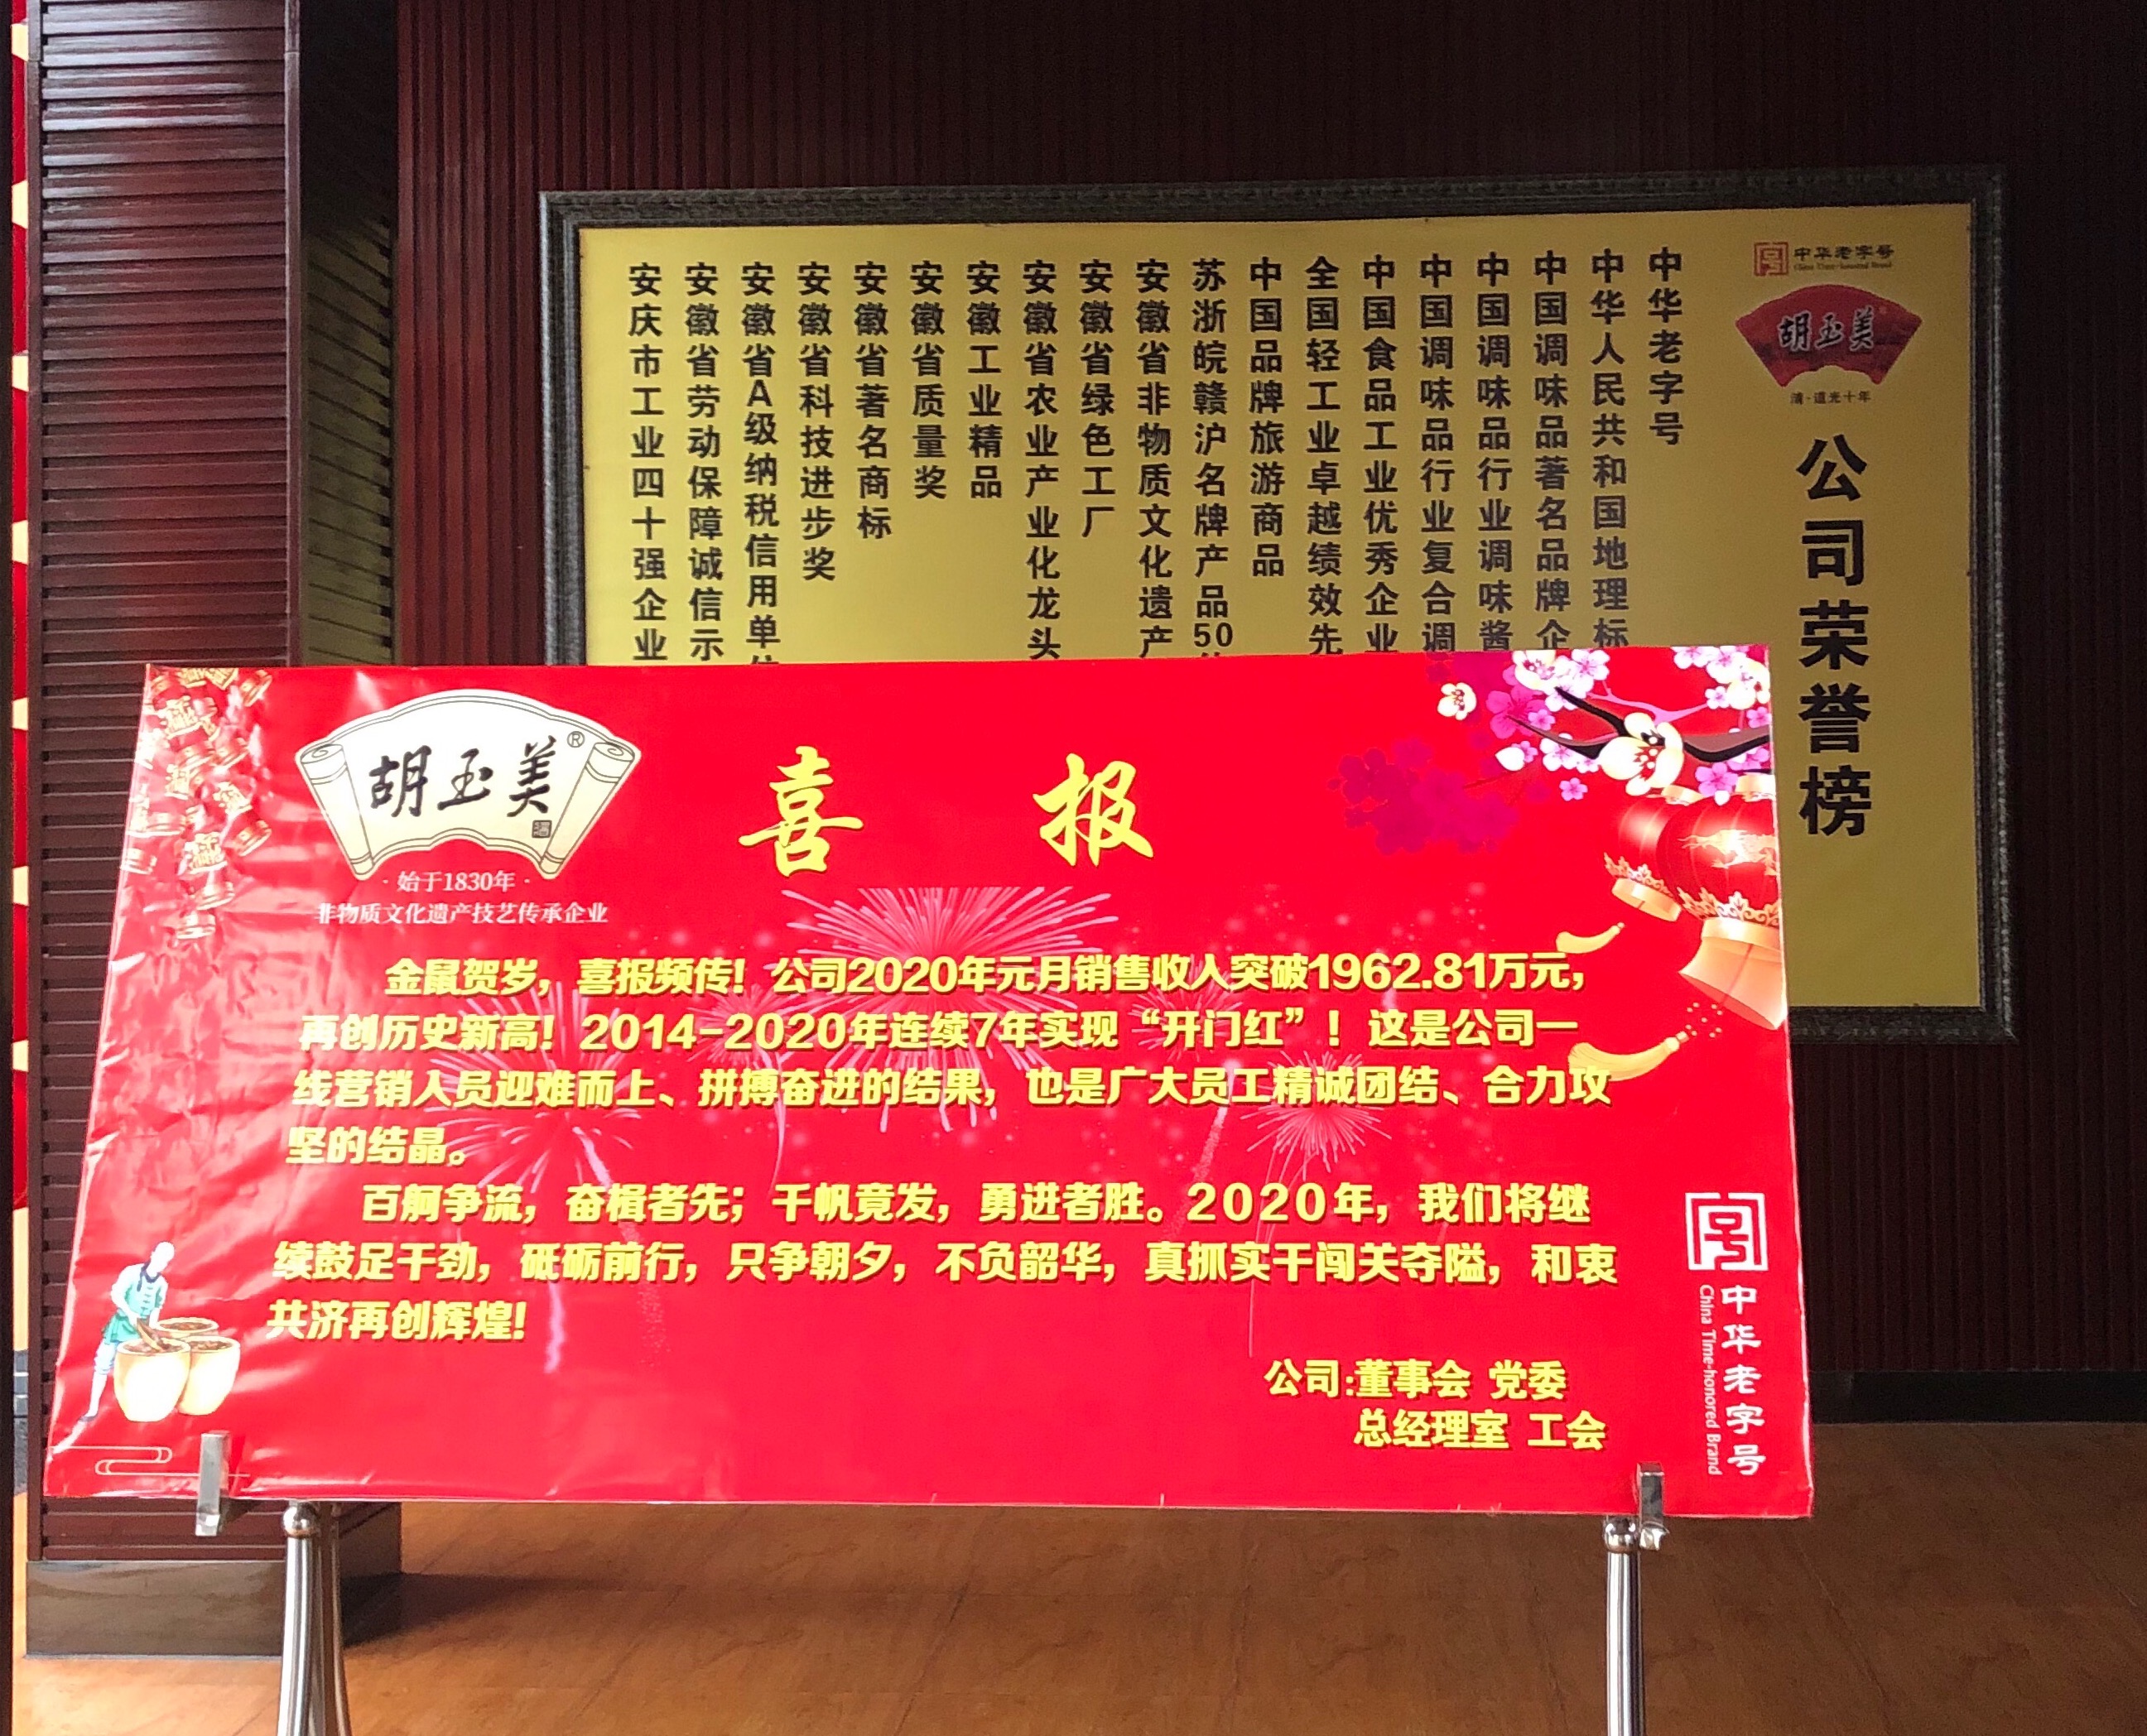 中华老字号
China Time-honored Brand
胡玉美
清·道光十年
公司荣誉榜
中华老字号
中华人民共和国地理标
中国调味品著名品牌企
中国调味品行业调味酱
中国调味品行业复合调
中国食品工业优秀企业
全国轻工业卓越绩效先
中国品牌旅游商品
苏浙皖赣沪名牌产品50
安徽省非物质文化遗产
安徽省绿色工厂
安徽省农业产业化龙头
安徽工业精品
安徽省质量奖
安徽省著名商标
安徽省科技进步奖
安徽省A级纳税信用单
安徽省劳动保障诚信示
安庆市工业四十强企业
胡玉美®
·始于1830年·
非物质文化遗产技艺传承企业
喜报
金鼠贺岁，喜报频传！公司2020年元月销售收入突破1962.81万元，
再创历史新高！2014-2020年连续7年实现“开门红”！这是公司一
线营销人员迎难而上、拼搏奋进的结果，也是广大员工精诚团结、合力攻
坚的结晶。
百舸争流，奋楫者先；千帆竞发，勇进者胜。2020年，我们将继
续鼓足干劲，砥砺前行，只争朝夕，不负韶华，真抓实干闯关夺隘，和衷
共济再创辉煌！
公司:董事会 党委
总经理室 工会
中华老字号
China Time-honored Brand